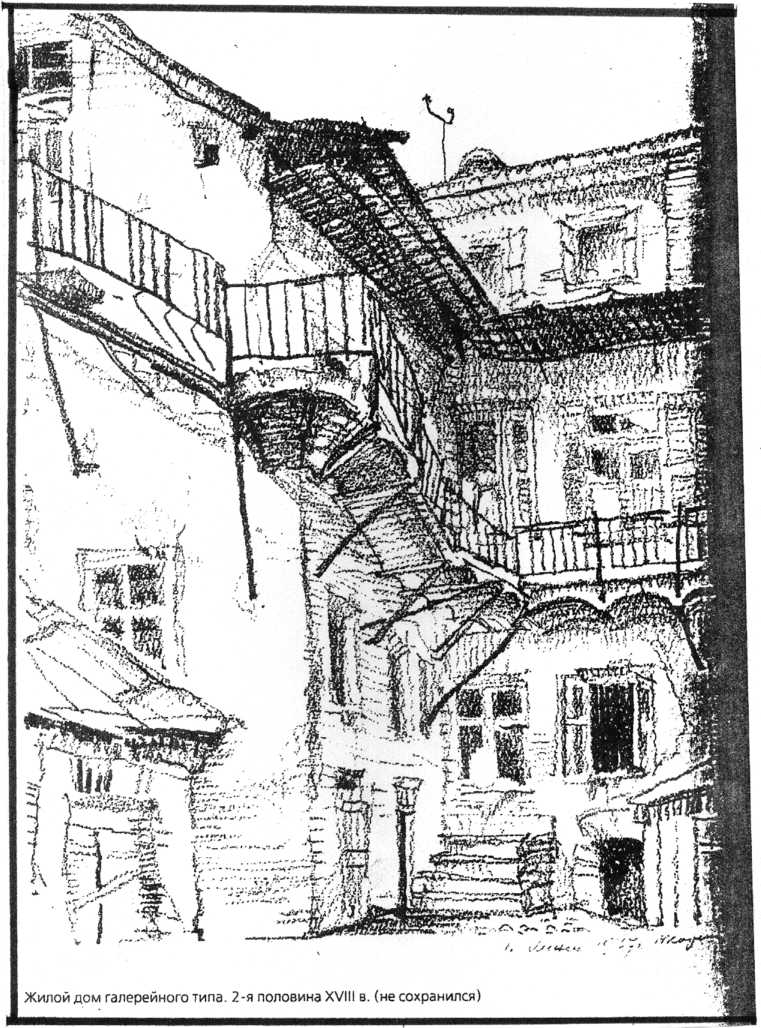 Жилой дом галерейного типа. 2-я половина XVIII в. (не сохранился)